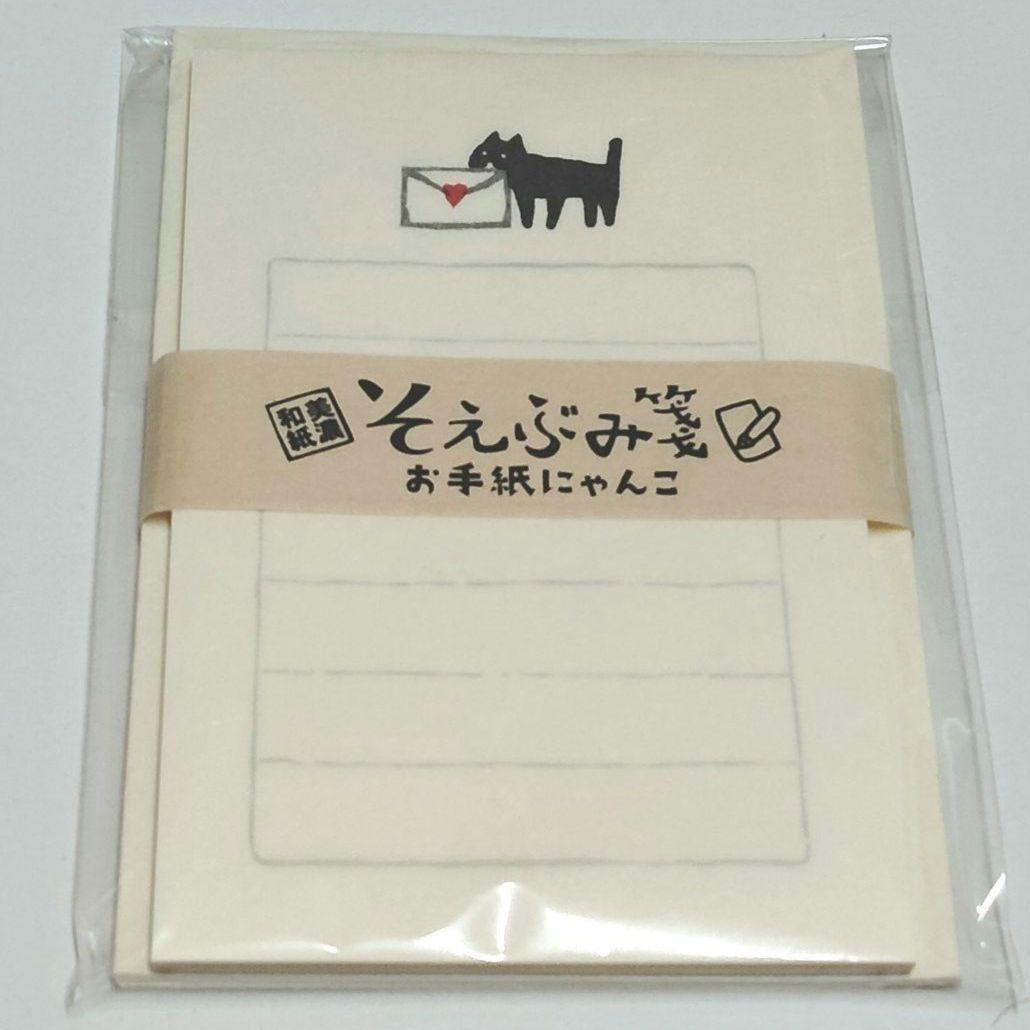 美濃
和紙
そえぶみ箋
お手紙にゃんこ